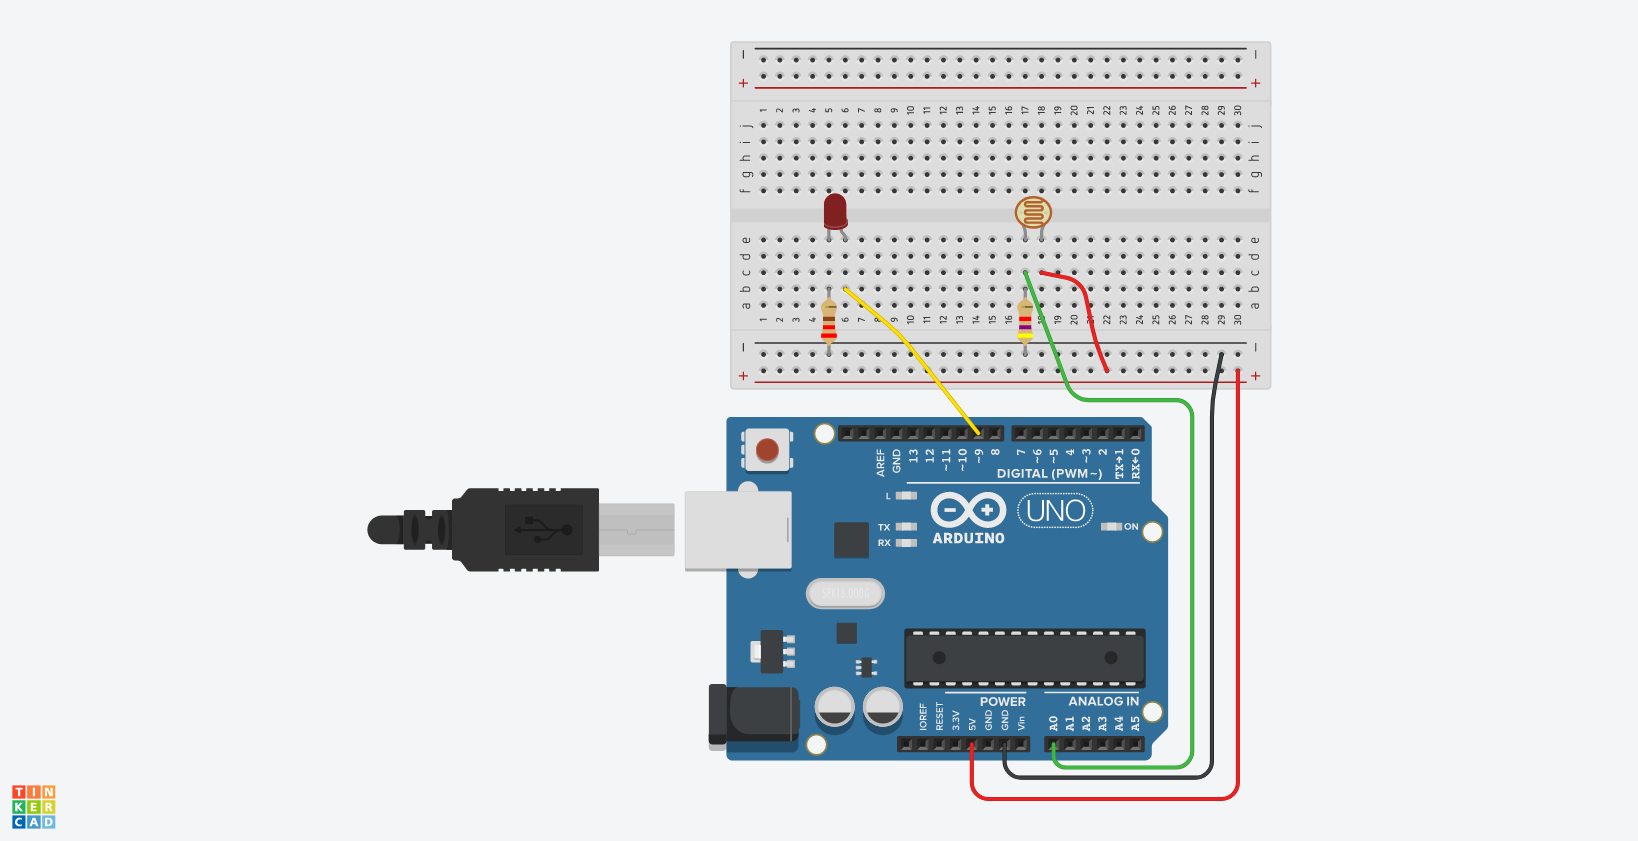 − −
+ +
1 2 3 4 5 6 7 8 9 10 11 12 13 14 15 16 17 18 19 20 21 22 23 24 25 26 27 28 29 30
j j
i i
h h
g g
f f
e e
d d
c c
b b
a a
1 2 3 4 5 6 7 8 9 10 11 12 13 14 15 16 17 18 19 20 21 22 23 24 25 26 27 28 29 30
− −
+ +
AREF GND 13 12 ~11 ~10 ~9 8 7 ~6 ~5 4 ~3 2 TX→1 RX←0
DIGITAL (PWM~)
L
TX
RX
ARDUINO
UNO
ON
POWER
ANALOG IN
IOREF RESET 3.3V 5V GND GND Vin A0 A1 A2 A3 A4 A5
TIN
KER
CAD